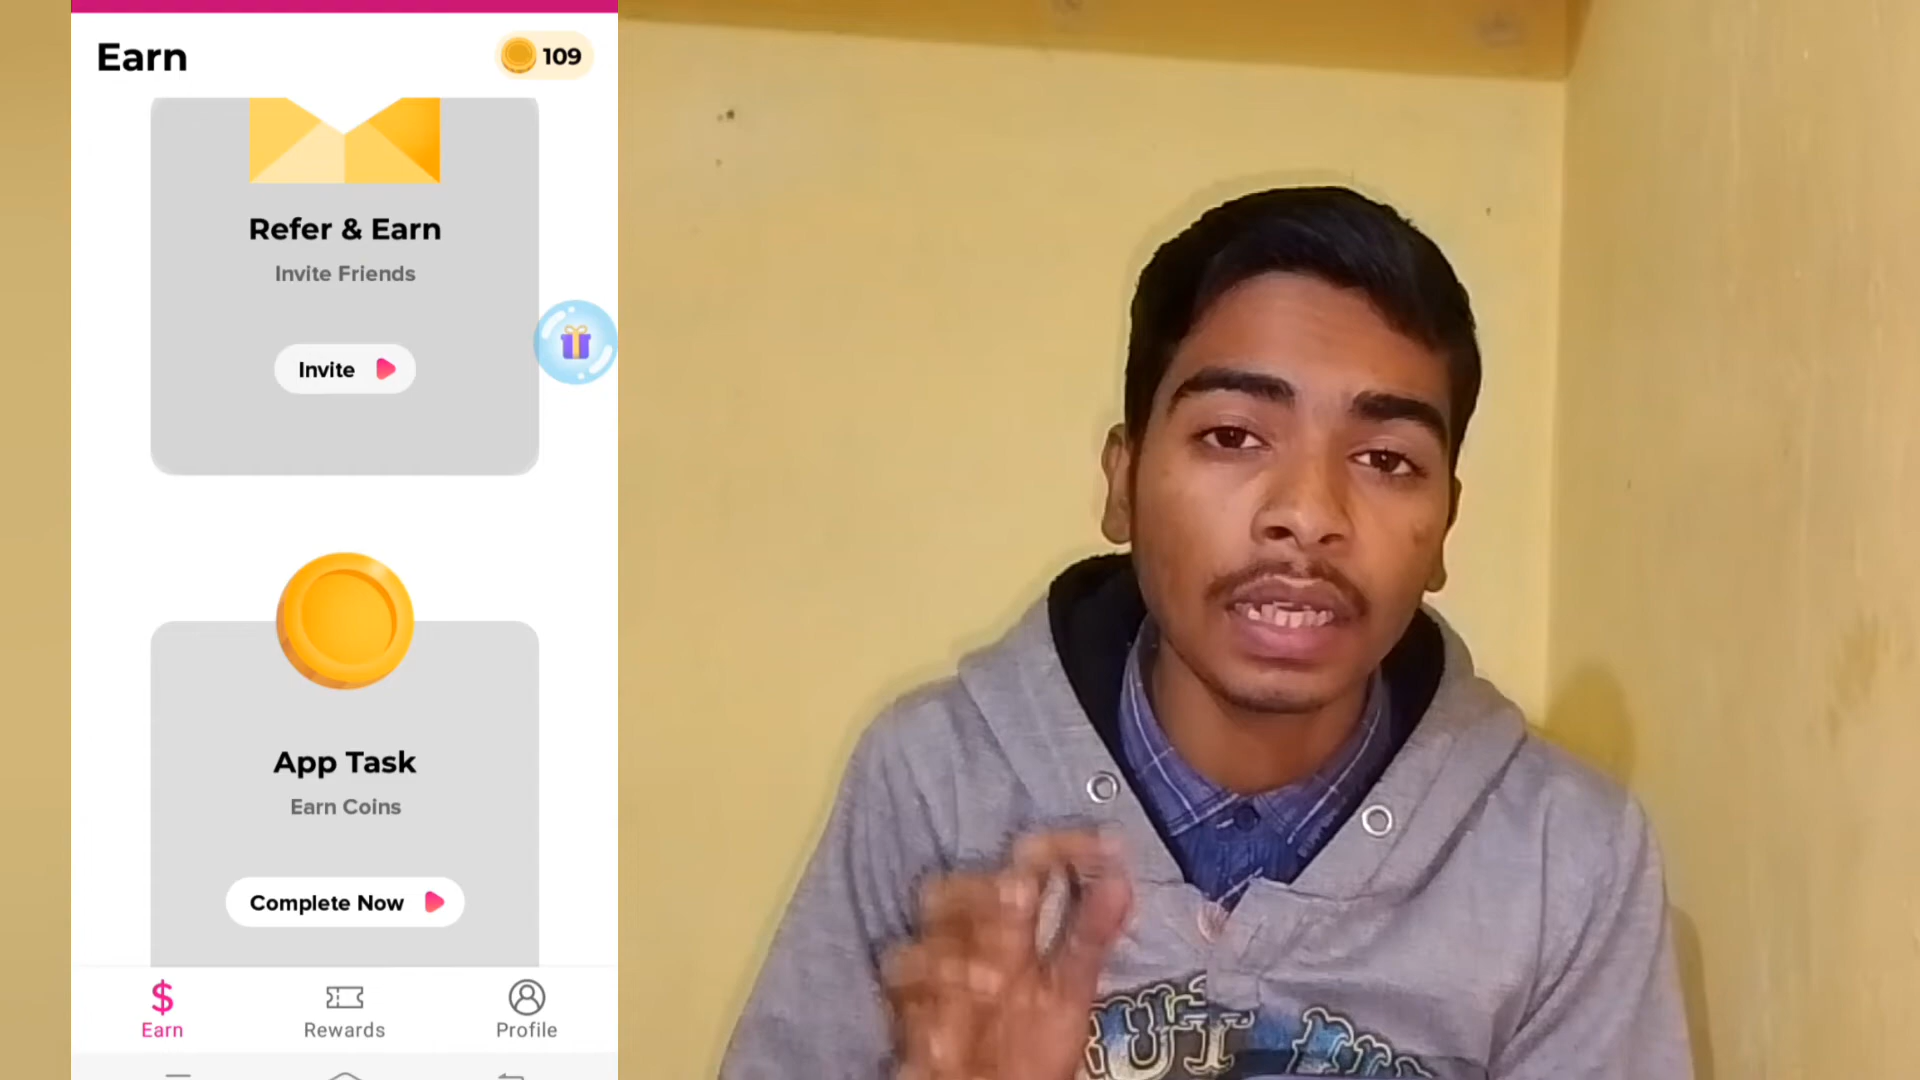 Earn
109
Refer & Earn
Invite Friends
Invite
App Task
Earn Coins
Complete Now
$
Earn
Rewards
Profile